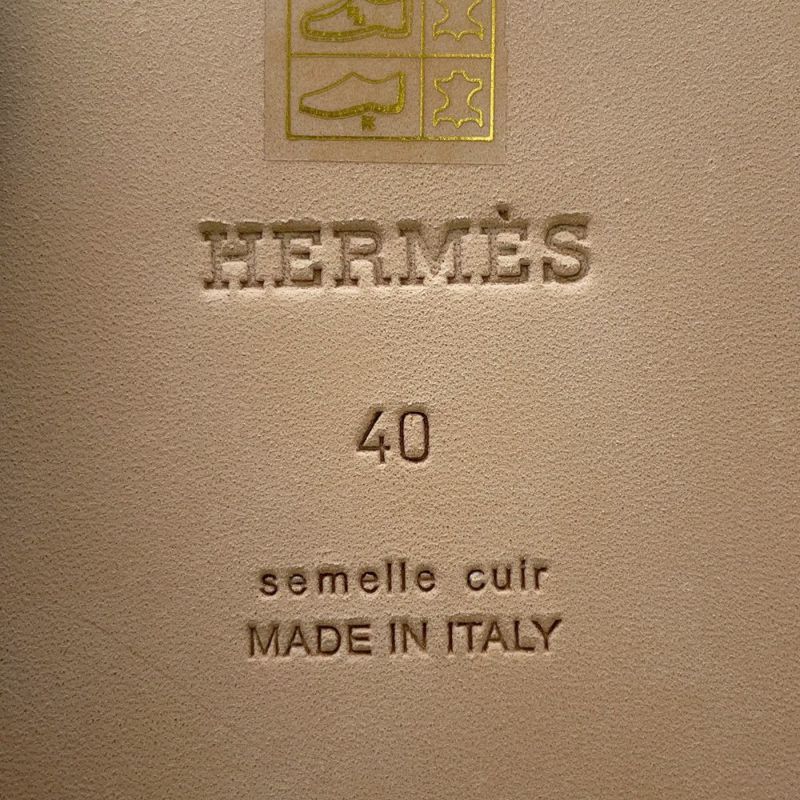 HERMÈS
40
semelle cuir
MADE IN ITALY